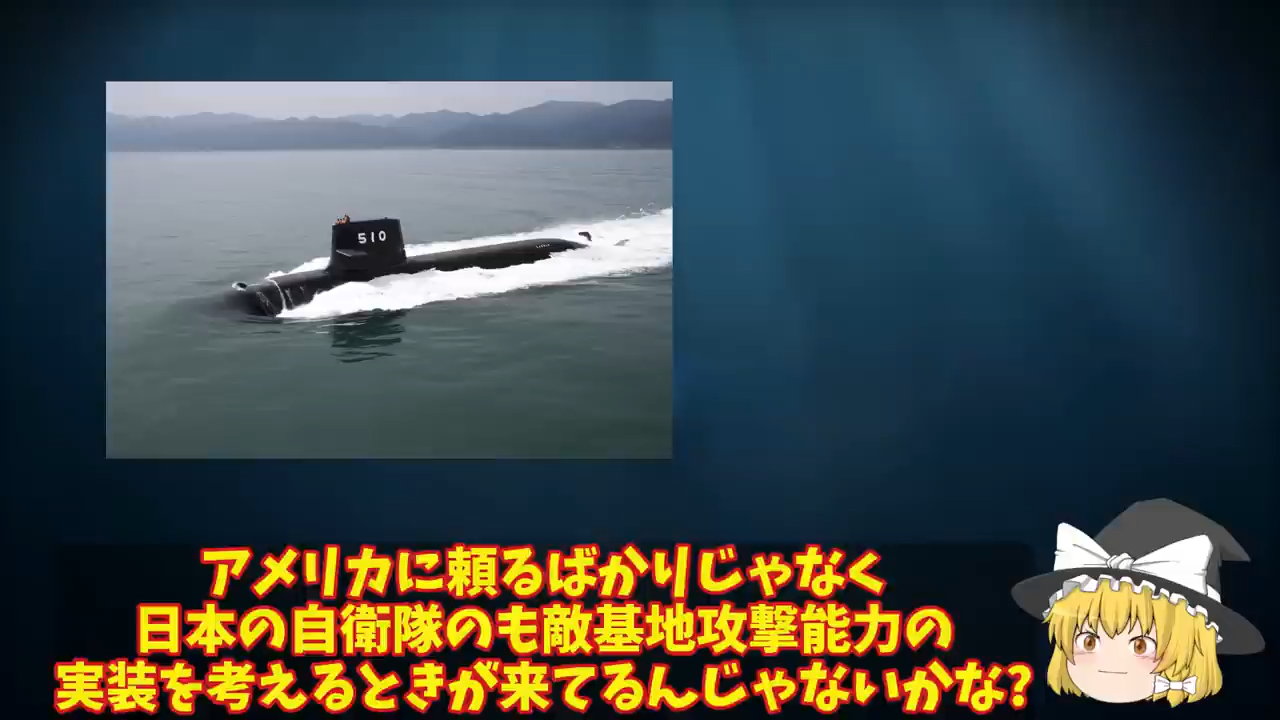 510
アメリカに頼るばかりじゃなく
日本の自衛隊のも敵基地攻撃能力の
実装を考えるときが来てるんじゃないかな?